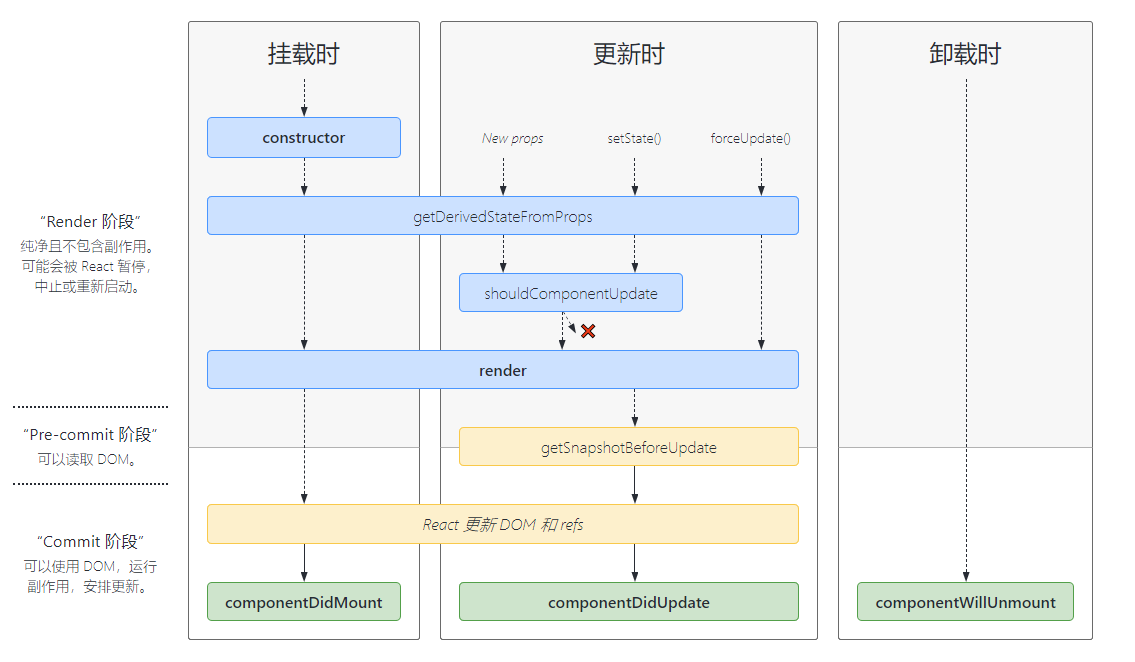 挂载时
更新时
卸载时
constructor
New props
setState()
forceUpdate()
“Render 阶段”
纯净且不包含副作用。
可能会被 React 暂停，
中止或重新启动。
getDerivedStateFromProps
shouldComponentUpdate
render
“Pre-commit 阶段”
可以读取 DOM。
getSnapshotBeforeUpdate
“Commit 阶段”
可以使用 DOM，运行
副作用，安排更新。
React 更新 DOM 和 refs
componentDidMount
componentDidUpdate
componentWillUnmount